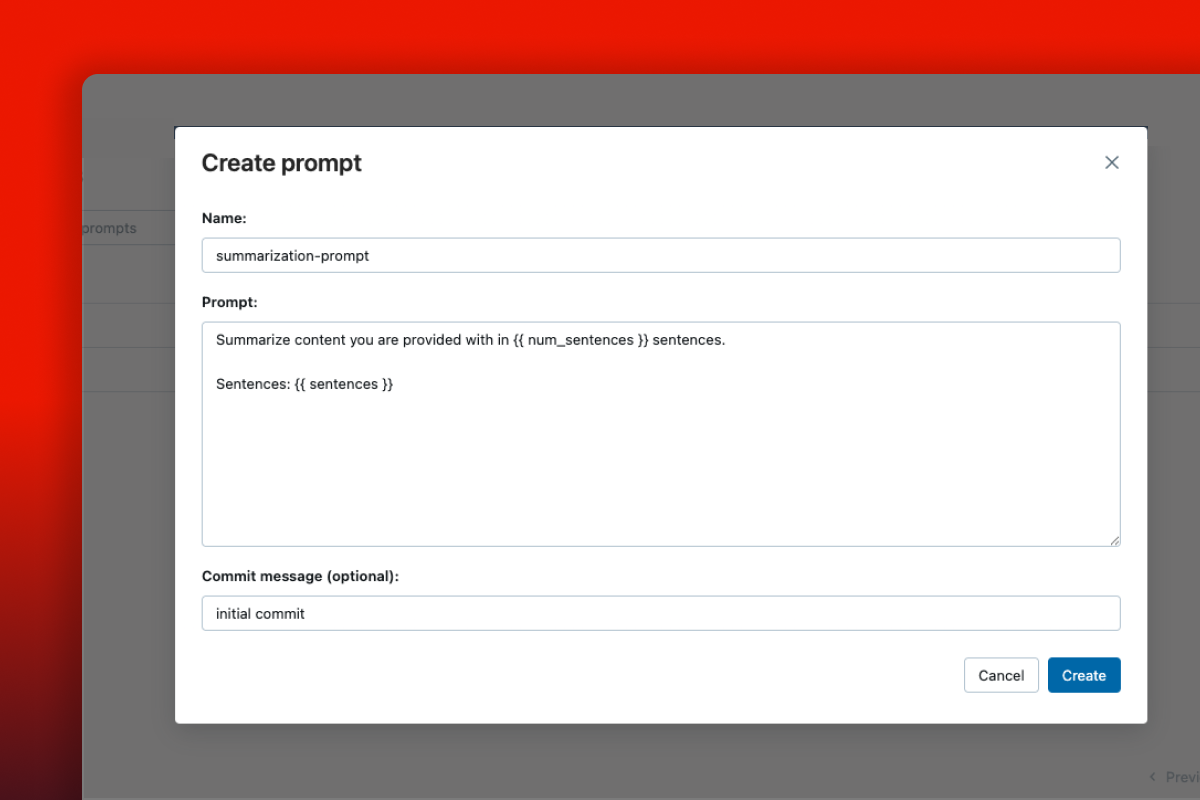 Create prompt
prompts
Name:
summarization-prompt
Prompt:
Summarize content you are provided with in {{ num_sentences }} sentences.
Sentences: {{ sentences }}
Commit message (optional):
initial commit
Cancel
Create